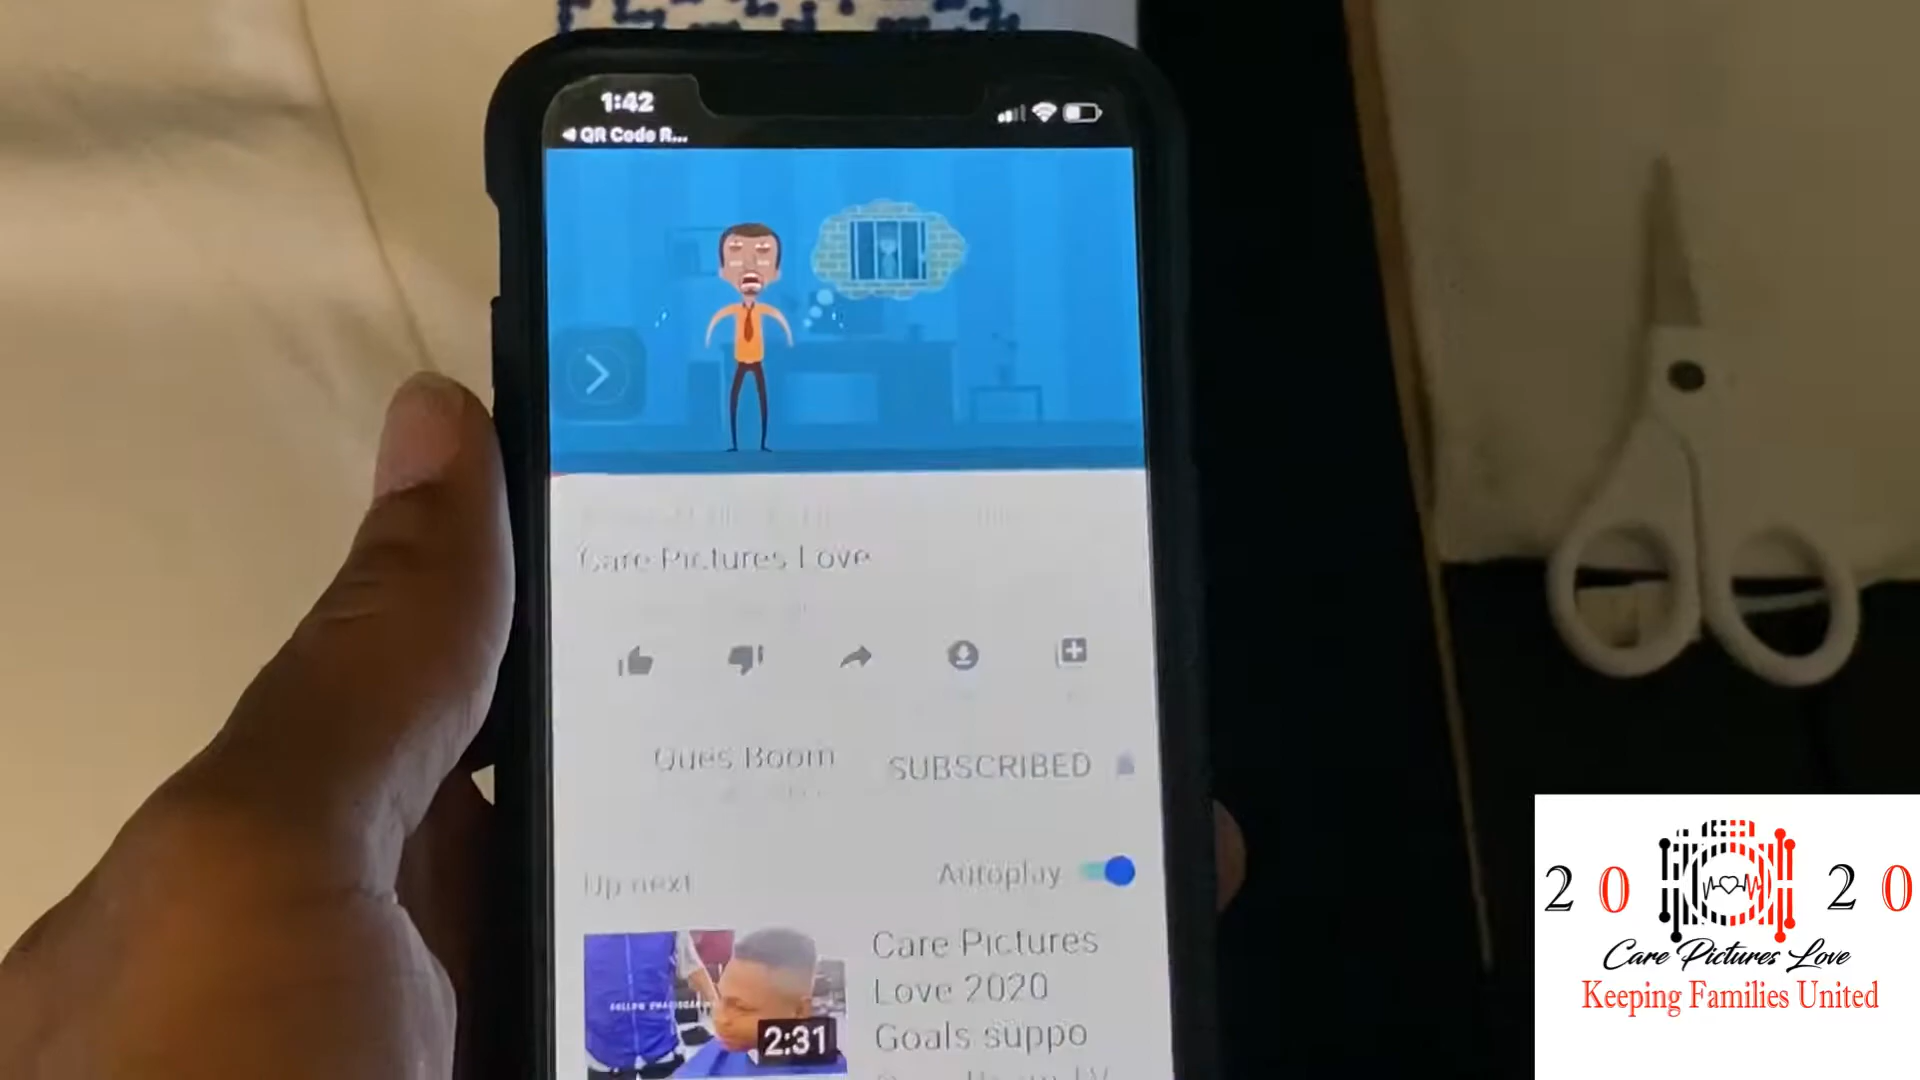 1:42
◀ QR Code R...
Care Pictures Love
Ques Boom
SUBSCRIBED
Up next
Autoplay
2:31
Care Pictures
Love 2020
Goals suppo
2 0 2 0
Care Pictures Love
Keeping Families United